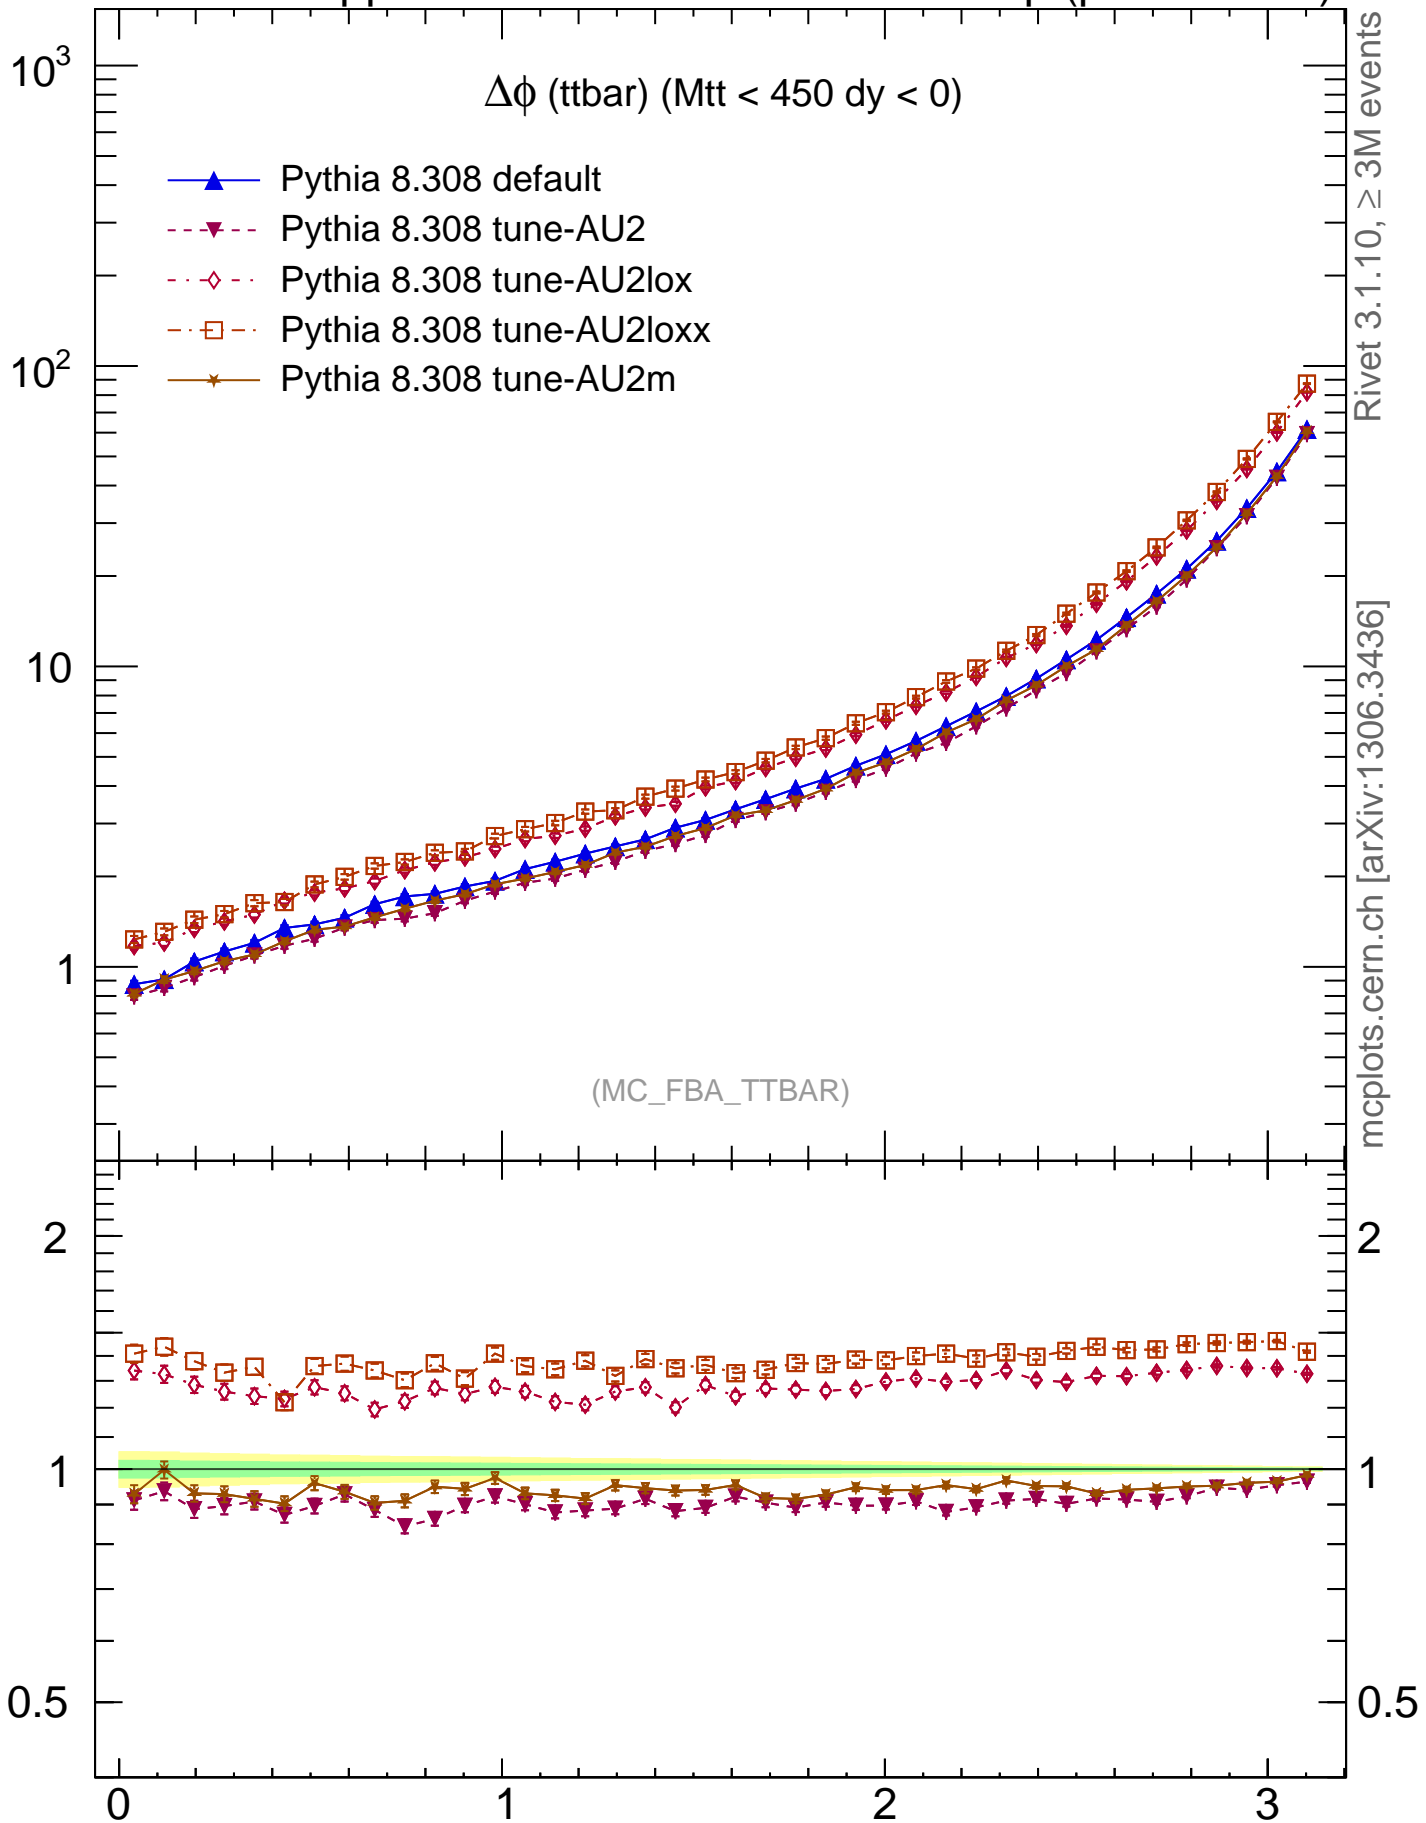 Δϕ (ttbar) (Mtt < 450 dy < 0)
Pythia 8.308 default
Pythia 8.308 tune-AU2
Pythia 8.308 tune-AU2lox
Pythia 8.308 tune-AU2loxx
Pythia 8.308 tune-AU2m
10³
10²
10
1
(MC_FBA_TTBAR)
Rivet 3.1.10, ≥ 3M events
mcplots.cern.ch [arXiv:1306.3436]
2
1
0.5
2
1
0.5
0 1 2 3